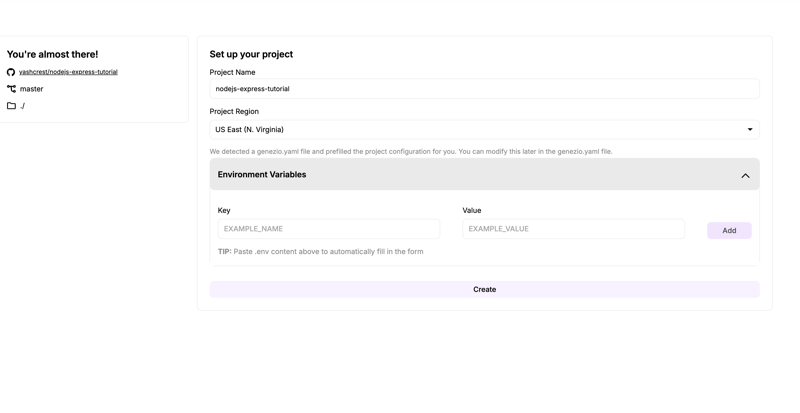 You're almost there!
yashcrest/nodejs-express-tutorial
master
./
Set up your project
Project Name
nodejs-express-tutorial
Project Region
US East (N. Virginia)
We detected a genezio.yaml file and prefilled the project configuration for you. You can modify this later in the genezio.yaml file.
Environment Variables
Key
Value
EXAMPLE_NAME
EXAMPLE_VALUE
Add
TIP: Paste .env content above to automatically fill in the form
Create